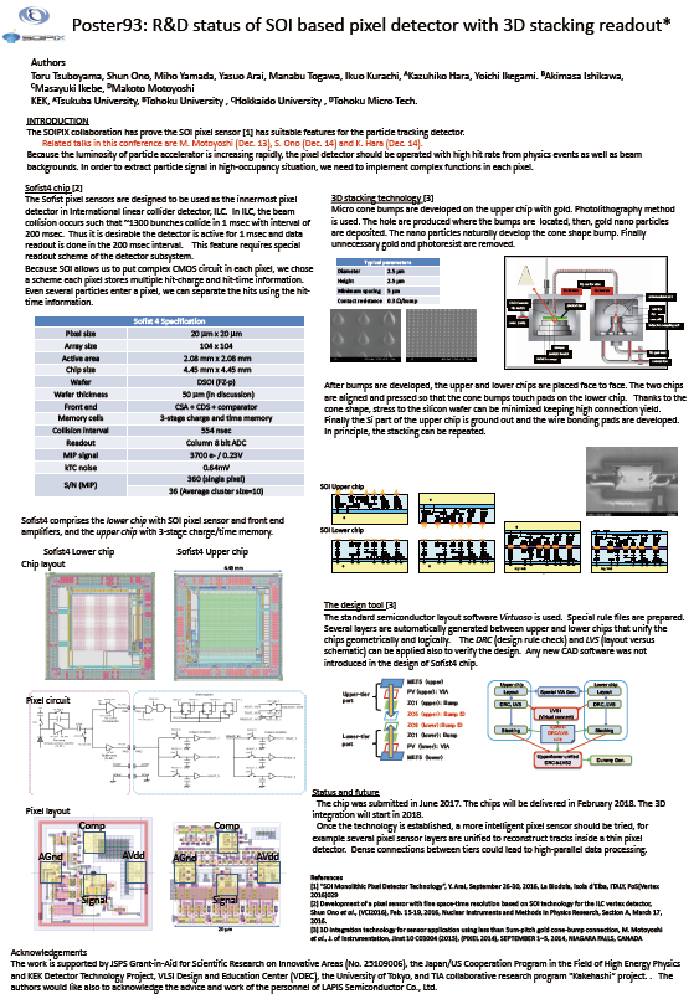 SOIPIX
Poster93: R&D status of SOI based pixel detector with 3D stacking readout*
Authors
Toru Tsuboyama, Shun Ono, Miho Yamada, Yasuo Arai, Manabu Togawa, Ikuo Kurachi, ᴬKazuhiko Hara, Yoichi Ikegami. ᴮAkimasa Ishikawa,
ᶜMasayuki Ikebe, ᴰMakoto Motoyoshi
KEK, ᴬTsukuba University, ᴮTohoku University , ᶜHokkaido University , ᴰTohoku Micro Tech.
INTRODUCTION
The SOIPIX collaboration has prove the SOI pixel sensor [1] has suitable features for the particle tracking detector.
Related talks in this conference are M. Motoyoshi (Dec. 13), S. Ono (Dec. 14) and K. Hara (Dec. 14).
Because the luminosity of particle accelerator is increasing rapidly, the pixel detector should be operated with high hit rate from physics events as well as beam
backgrounds. In order to extract particle signal in high-occupancy situation, we need to implement complex functions in each pixel.
Sofist4 chip [2]
The Sofist pixel sensors are designed to be used as the innermost pixel
detector in International linear collider detector, ILC. In ILC, the beam
collision occurs such that ~1300 bunches collide in 1 msec with interval of
200 msec. Thus it is desirable the detector is active for 1 msec and data
readout is done in the 200 msec interval. This feature requires special
readout scheme of the detector subsystem.
Because SOI allows us to put complex CMOS circuit in each pixel, we chose
a scheme each pixel stores multiple hit-charge and hit-time information.
Even several particles enter a pixel, we can separate the hits using the hit-
time information.
Sofist 4 Specification
Pixel size 20 μm x 20 μm
Array size 104 x 104
Active area 2.08 mm x 2.08 mm
Chip size 4.45 mm x 4.45 mm
Wafer DSOI (FZ-p)
Wafer thickness 50 μm (in discussion)
Front end CSA + CDS + comparator
Memory cells 3-stage charge and time memory
Collision interval 554 nsec
Readout Column 8 bit ADC
MIP signal 3700 e- / 0.23V
kTC noise 0.64mV
S/N (MIP) 360 (single pixel)
36 (Average cluster size=10)
Sofist4 comprises the lower chip with SOI pixel sensor and front end
amplifiers, and the upper chip with 3-stage charge/time memory.
Sofist4 Lower chip Sofist4 Upper chip
Chip layout
4.45 mm
Pixel circuit
Pixel layout
Comp
AGnd
AVdd
Signal
Comp
AGnd
AVdd
Signal
20 μm
3D stacking technology [3]
Micro cone bumps are developed on the upper chip with gold. Photolithography method
is used. The hole are produced where the bumps are located, then, gold nano particles
are deposited. The nano particles naturally develop the cone shape bump. Finally
unnecessary gold and photoresist are removed.
Typical parameters
Diameter 2.5 μm
Height 2.5 μm
Minimum spacing 5 μm
Contact resistance 0.3 Ω/bump
After bumps are developed, the upper and lower chips are placed face to face. The two chips
are aligned and pressed so that the cone bumps touch pads on the lower chip. Thanks to the
cone shape, stress to the silicon wafer can be minimized keeping high connection yield.
Finally the Si part of the upper chip is ground out and the wire bonding pads are developed.
In principle, the stacking can be repeated.
SOI Upper chip
SOI Lower chip
The design tool [3]
The standard semiconductor layout software Virtuoso is used. Special rule files are prepared.
Several layers are automatically generated between upper and lower chips that unify the
chips geometrically and logically. The DRC (design rule check) and LVS (layout versus
schematic) can be applied also to verify the design. Any new CAD software was not
introduced in the design of Sofist4 chip.
Upper-tier
part
MET5 (upper)
PV (upper): VIA
ZC1 (upper): Bump
Lower-tier
part
ZC1 (lower): Bump
PV (lower): VIA
MET5 (lower)
Upper chip
Lower chip
Layout
Special VIA Gen.
Layout
DRC, LVS
DRC, LVS
LVS1
(Virtual connect)
Stacking
Stacking
Upper/lower unified
DRC&LVS2
Dummy Gen.
Status and future
The chip was submitted in June 2017. The chips will be delivered in February 2018. The 3D
integration will start in 2018.
Once the technology is established, a more intelligent pixel sensor should be tried, for
example several pixel sensor layers are unified to reconstruct tracks inside a thin pixel
detector. Dense connections between tiers could lead to high-parallel data processing.
References
[1] "SOI Monolithic Pixel Detector Technology", Y. Arai, September 26-30, 2016, La Biodola, Isola d'Elba, ITALY, PoS(Vertex
2016)029
[2] Development of a pixel sensor with fine space-time resolution based on SOI technology for the ILC vertex detector,
Shun Ono et al., (VCI2016), Feb. 15-19, 2016, Nuclear Instruments and Methods in Physics Research, Section A, March 17,
2016.
[3] 3D integration technology for sensor application using less than 5um-pitch gold cone-bump connection, M. Motoyoshi
et al., J. of Instrumentation, Jinst 10 C03004 (2015), (PIXEL 2014), SEPTEMBER 1–5, 2014, NIAGARA FALLS, CANADA
Acknowledgements
The work is supported by JSPS Grant-in-Aid for Scientific Research on Innovative Areas (No. 25109006), the Japan/US Cooperation Program in the Field of High Energy Physics
and KEK Detector Technology Project, VLSI Design and Education Center (VDEC), the University of Tokyo, and TIA collaborative research program "Kakehashi" project. . The
authors would like also to acknowledge the advice and work of the personnel of LAPIS Semiconductor Co., Ltd.